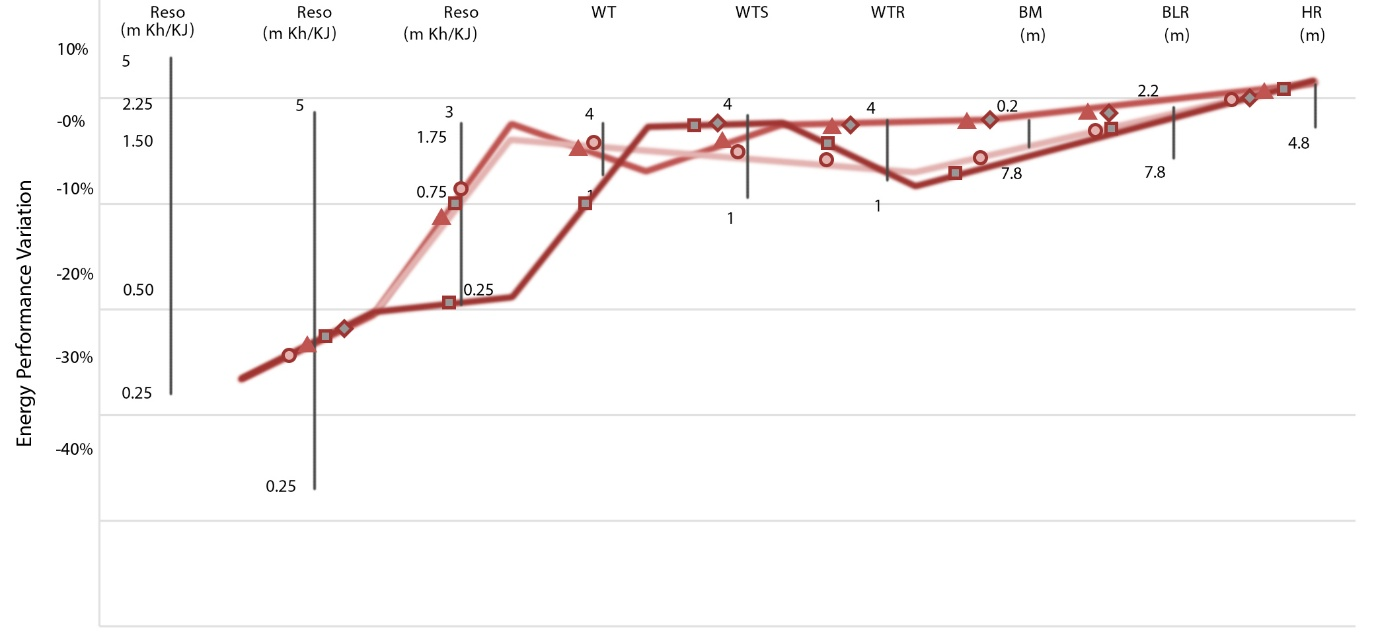 Reso
(m Kh/KJ)
Reso
(m Kh/KJ)
Reso
(m Kh/KJ)
WT
WTS
WTR
BM
(m)
BLR
(m)
HR
(m)
Energy Performance Variation
10%
-0%
-10%
-20%
-30%
-40%
5
2.25
1.50
0.50
0.25
5
0.25
3
1.75
0.75
0.25
4
1
4
1
4
1
0.2
7.8
2.2
7.8
4.8